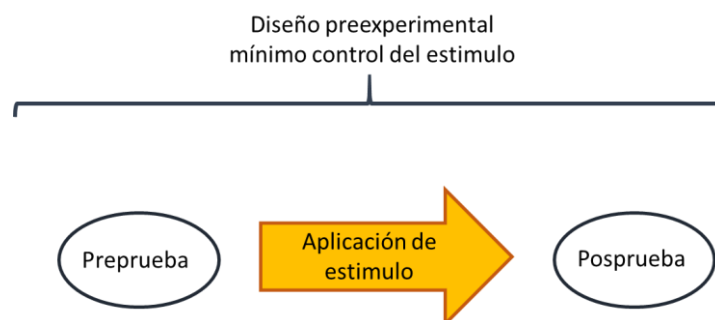 Diseño preexperimental
mínimo control del estimulo
Preprueba
Aplicación de
estimulo
Posprueba